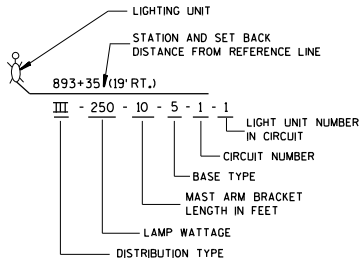 LIGHTING UNIT
STATION AND SET BACK
DISTANCE FROM REFERENCE LINE
893+35 (19' RT.)
III - 250 - 10 - 5 - 1 - 1
LIGHT UNIT NUMBER
IN CIRCUIT
CIRCUIT NUMBER
BASE TYPE
MAST ARM BRACKET
LENGTH IN FEET
LAMP WATTAGE
DISTRIBUTION TYPE